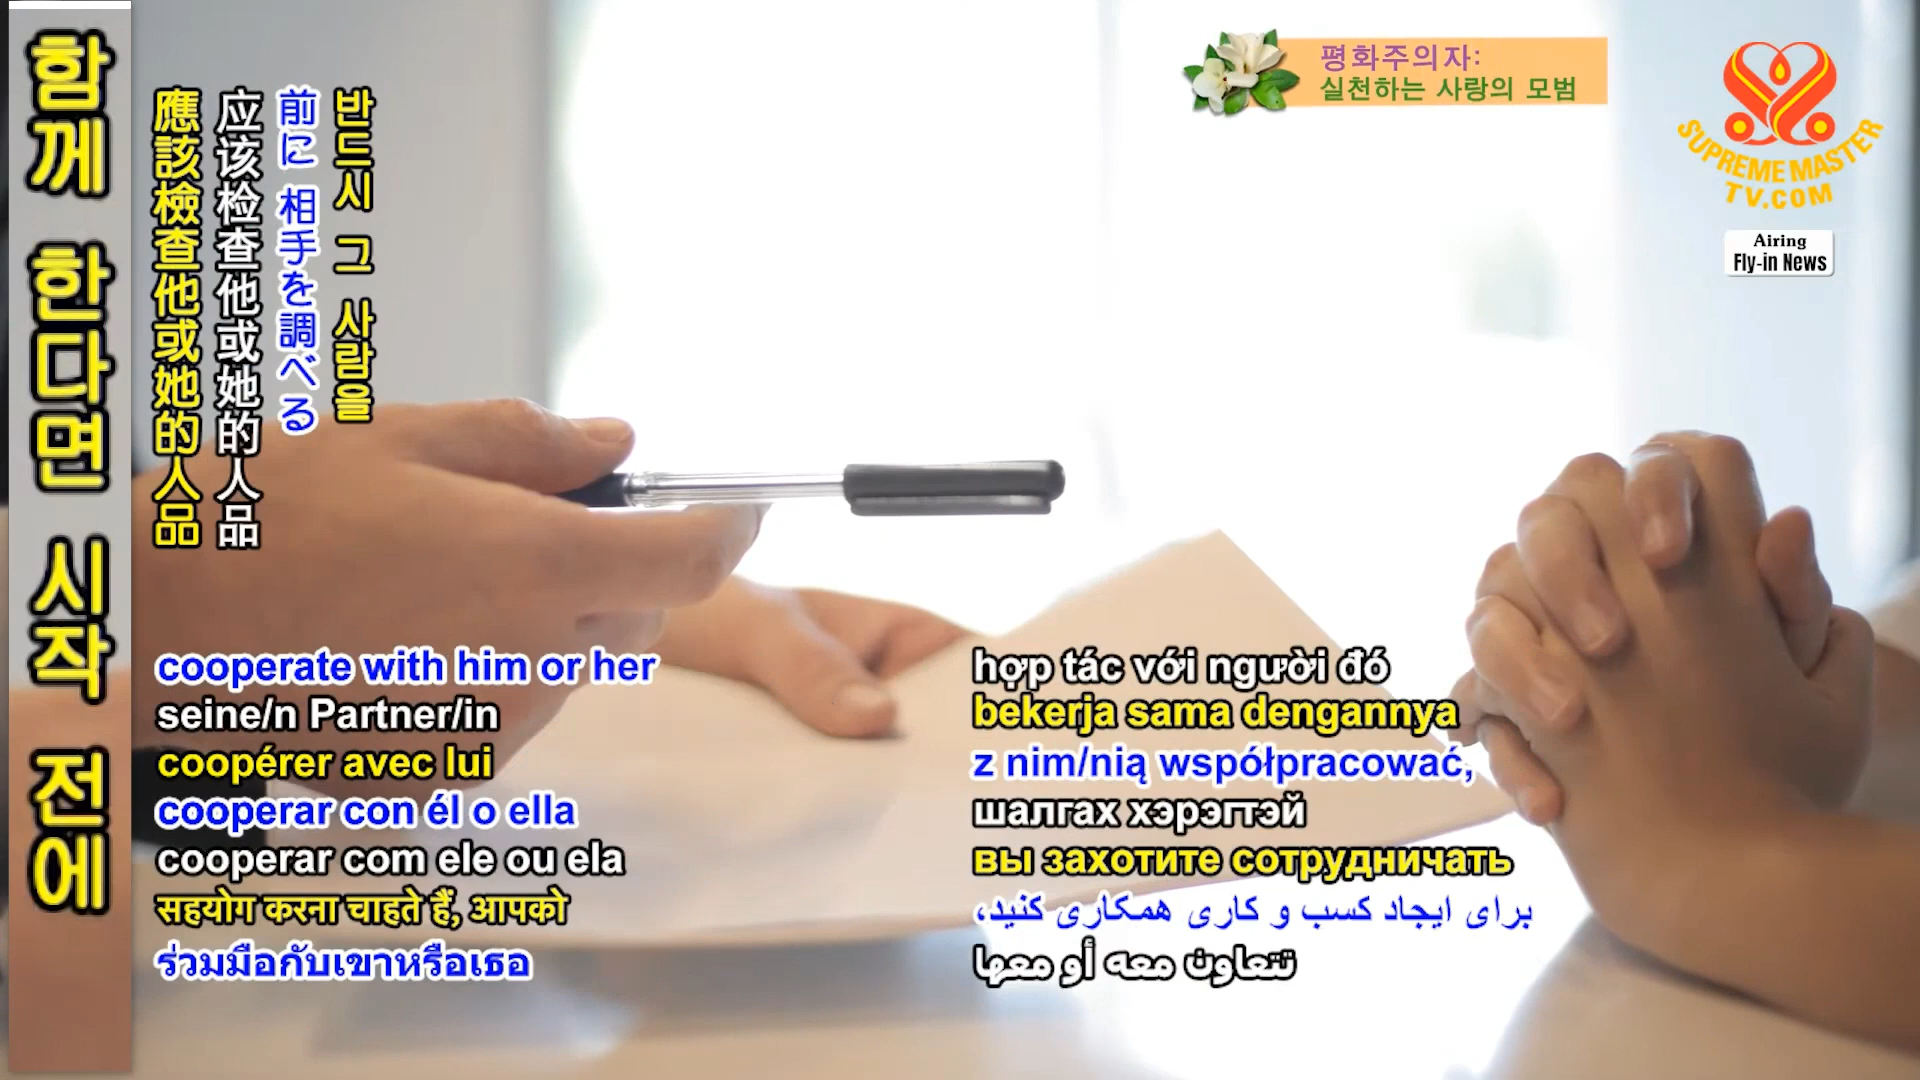 함께 한다면 시작 전에
應該檢查他或她的人品
应该检查他或她的人品
前に 相手を調べる
반드시 그 사람을
평화주의자:
실천하는 사랑의 모범
SUPREME MASTER
TV.COM
Airing
Fly-in News
cooperate with him or her
seine/n Partner/in
coopérer avec lui
cooperar con él o ella
cooperar com ele ou ela
सहयोग करना चाहते हैं, आपको
ร่วมมือกับเขาหรือเธอ
hợp tác với người đó
bekerja sama dengannya
z nim/nią współpracować,
шалгах хэрэгтэй
вы захотите сотрудничать
برای ایجاد کسب و کاری همکاری کنید،
تتعاون معه أو معها